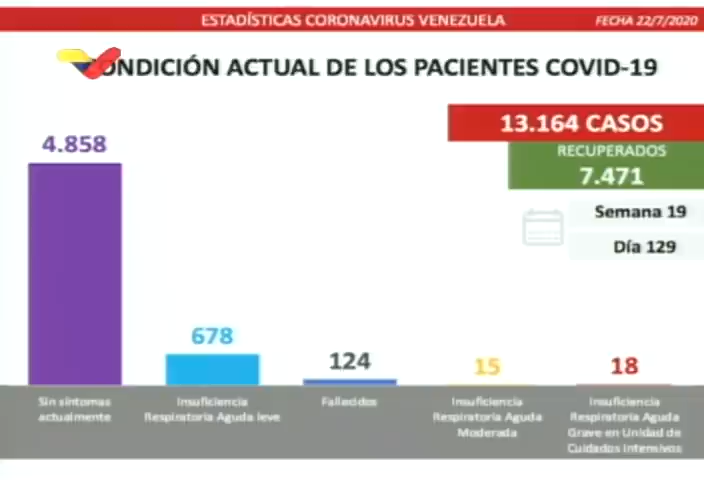 ESTADÍSTICAS CORONAVIRUS VENEZUELA
FECHA 22/7/2020
ONDICIÓN ACTUAL DE LOS PACIENTES COVID-19
13.164 CASOS
RECUPERADOS
7.471
Semana 19
Día 129
4.858
678
124
15
18
Sin síntomas
actualmente
Insuficiencia
Respiratoria Aguda leve
Fallecidos
Insuficiencia
Respiratoria Aguda
Moderada
Insuficiencia
Respiratoria Aguda
Grave en Unidad de
Cuidados Intensivos